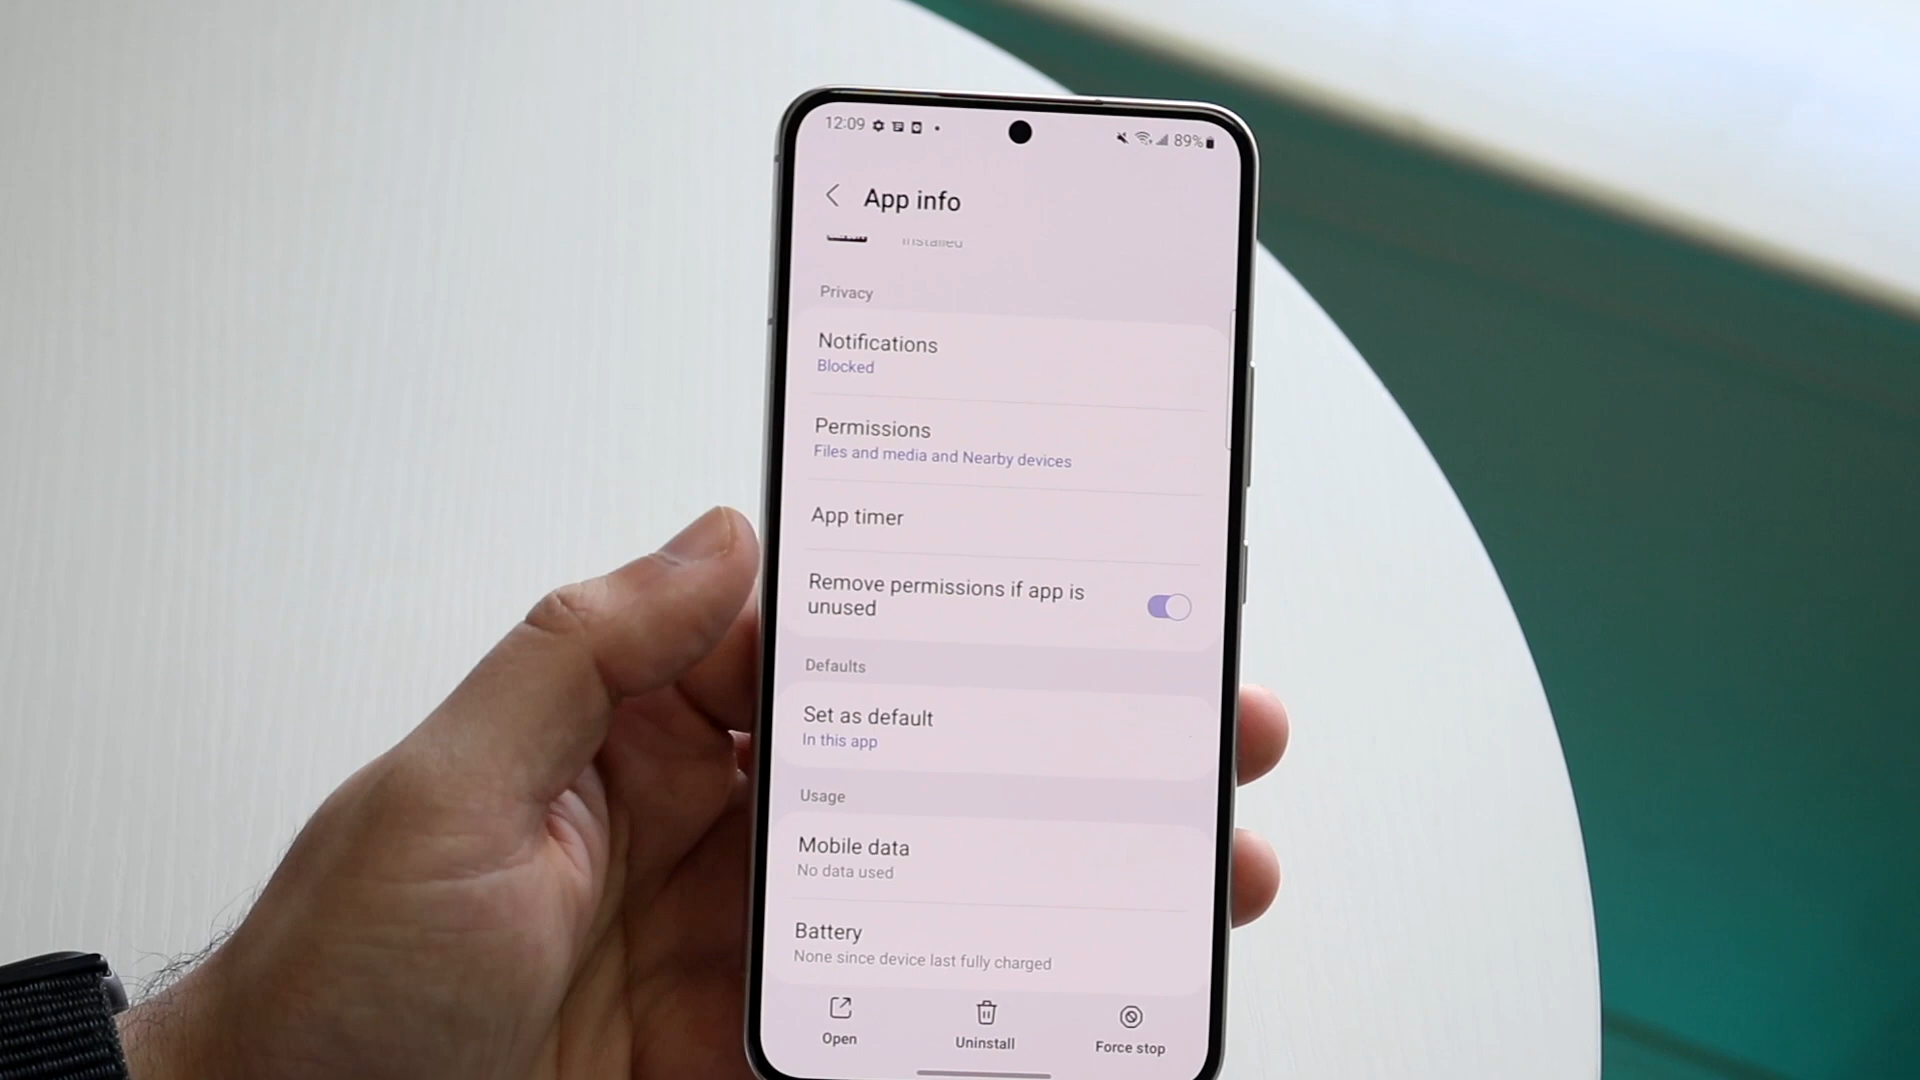 12:09
89%
App info
Installed
Privacy
Notifications
Blocked
Permissions
Files and media and Nearby devices
App timer
Remove permissions if app is
unused
Defaults
Set as default
In this app
Usage
Mobile data
No data used
Battery
None since device last fully charged
Open
Uninstall
Force stop